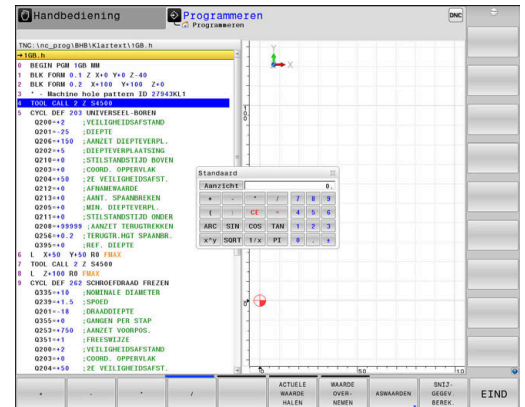 Handbediening
Programmeren
Programmeren
DNC
TNC:\nc_prog\BHB\Klartext\1GB.h
→1GB.h
0 BEGIN PGM 1GB MM
1 BLK FORM 0.1 Z X+0 Y+0 Z-40
2 BLK FORM 0.2 X+100 Y+100 Z+0
3 * - Machine hole pattern ID 27943KL1
4 TOOL CALL 2 Z S4500
5 CYCL DEF 203 UNIVERSEEL-BOREN
Q200=+2 ;VEILIGHEIDSAFSTAND
Q201=-25 ;DIEPTE
Q206=+150 ;AANZET DIEPTEVERPL.
Q202=+5 ;DIEPTEVERPLAATSING
Q210=+0 ;STILSTANDSTIJD BOVEN
Q203=+0 ;COORD. OPPERVLAK
Q204=+50 ;2E VEILIGHEIDSAFST.
Q212=+0 ;AFNAMEWAARDE
Q213=+0 ;AANT. SPAANBREKEN
Q205=+0 ;MIN. DIEPTEVERPL.
Q211=+0 ;STILSTANDSTIJD ONDER
Q208=+99999 ;AANZET TERUGTREKKEN
Q256=+0.2 ;TERUGTR.HGT SPAANBR.
Q395=+0 ;REF. DIEPTE
6 L X+50 Y+50 R0 FMAX
7 TOOL CALL 2 Z S4500
8 L Z+100 R0 FMAX
9 CYCL DEF 262 SCHROEFDRAAD FREZEN
Q335=+10 ;NOMINALE DIAMETER
Q239=+1.5 ;SPOED
Q201=-18 ;DRAADDIEPTE
Q355=+0 ;GANGEN PER STAP
Q253=+750 ;AANZET VOORPOS.
Q351=+1 ;FREESWIJZE
Q200=+2 ;VEILIGHEIDSAFSTAND
Q203=+0 ;COORD. OPPERVLAK
Q204=+50 ;2E VEILIGHEIDSAFST.
Y
X
100
0
0 50 10
Standaard
Aanzicht 0.
+ - * / 7 8 9
( ) CE = 4 5 6
ARC SIN COS TAN 1 2 3
x^y SQRT 1/x PI 0 . ±
+ - * /
ACTUELE WAARDE HALEN
WAARDE OVER- NEMEN
ASWAARDEN
SNIJ- GEGEV. BEREK.
EIND